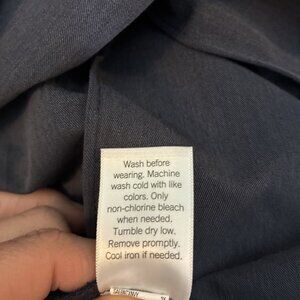 Wash before
wearing. Machine
wash cold with like
colors. Only
non-chlorine bleach
when needed.
Tumble dry low.
Remove promptly.
Cool iron if needed.